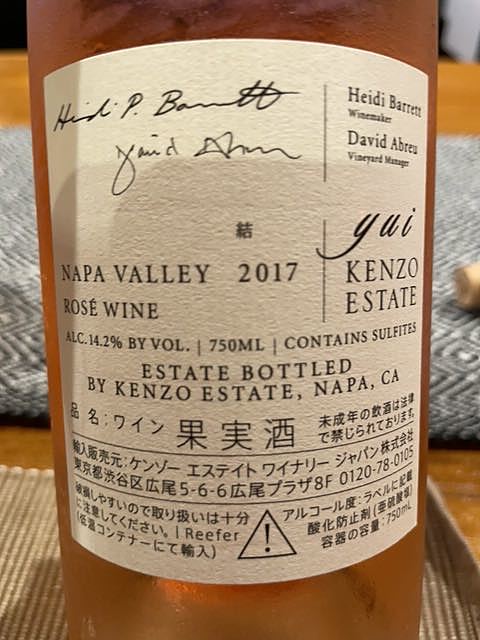 Heidi P. Barrett
David Abreu
Heidi Barrett
Winemaker
David Abreu
Vineyard Manager
結
yui
NAPA VALLEY 2017
ROSÉ WINE
KENZO
ESTATE
ALC. 14.2% BY VOL. | 750ML | CONTAINS SULFITES
ESTATE BOTTLED
BY KENZO ESTATE, NAPA, CA
品名:ワイン 果実酒
未成年の飲酒は法律
で禁じられております。
輸入販売元:ケンゾー エステイト ワイナリー ジャパン株式会社
東京都渋谷区広尾5-6-6広尾プラザ8F 0120-78-0105
破損しやすいので取り扱いは十分
に注意してください。| Reefer
(低温コンテナーにて輸入)
アルコール度:ラベルに記載
酸化防止剤(亜硫酸塩)
容器の容量:750mL